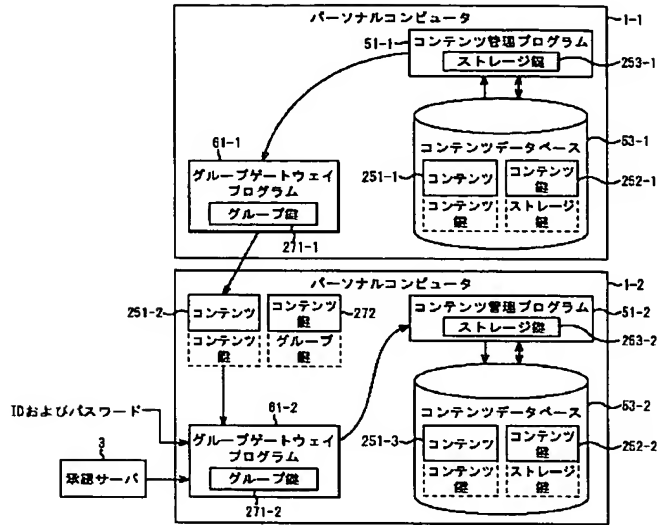 パーソナルコンピュータ
1-1
51-1
コンテンツ管理プログラム
ストレージ鍵
253-1
61-1
グループゲートウェイ
プログラム
グループ鍵
271-1
コンテンツデータベース
53-1
251-1
コンテンツ
コンテンツ
鍵
252-1
コンテンツ
鍵
ストレージ
鍵
パーソナルコンピュータ
1-2
251-2
コンテンツ
コンテンツ
鍵
272
コンテンツ
鍵
グループ
鍵
コンテンツ管理プログラム
51-2
ストレージ鍵
253-2
IDおよびパスワード
61-2
グループゲートウェイ
プログラム
グループ鍵
271-2
3
承認サーバ
コンテンツデータベース
53-2
251-3
コンテンツ
コンテンツ
鍵
252-2
コンテンツ
鍵
ストレージ
鍵